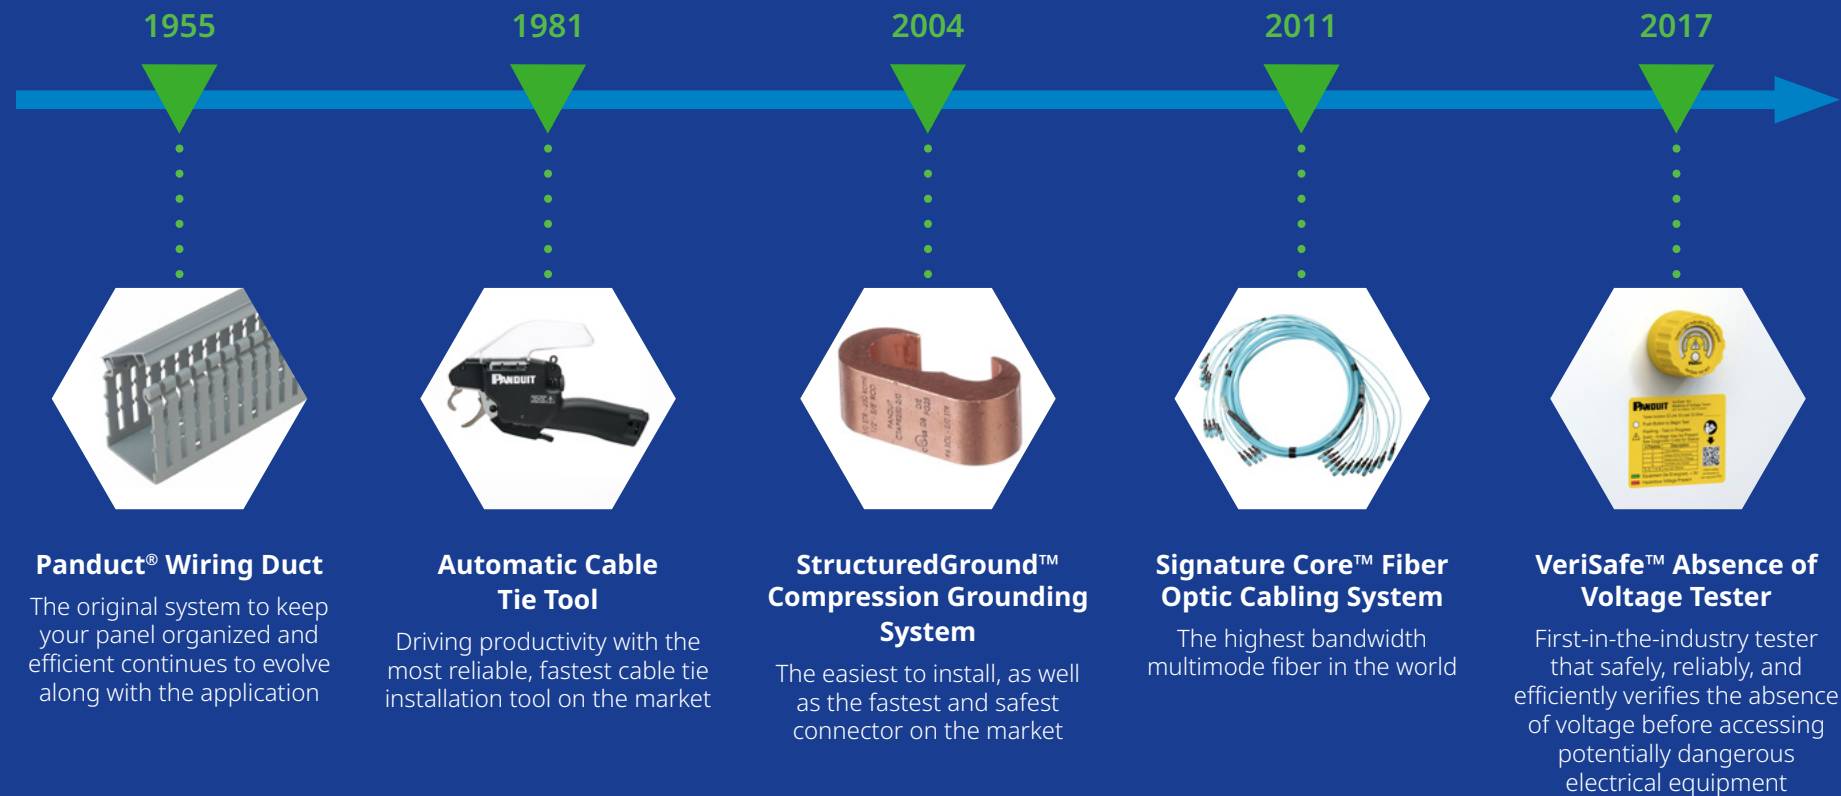 1955
1981
2004
2011
2017
PANDUIT
PANDUIT
Panduct® Wiring Duct
The original system to keep
your panel organized and
efficient continues to evolve
along with the application
Automatic Cable
Tie Tool
Driving productivity with the
most reliable, fastest cable tie
installation tool on the market
StructuredGround™
Compression Grounding
System
The easiest to install, as well
as the fastest and safest
connector on the market
Signature Core™ Fiber
Optic Cabling System
The highest bandwidth
multimode fiber in the world
VeriSafe™ Absence of
Voltage Tester
First-in-the-industry tester
that safely, reliably, and
efficiently verifies the absence
of voltage before accessing
potentially dangerous
electrical equipment